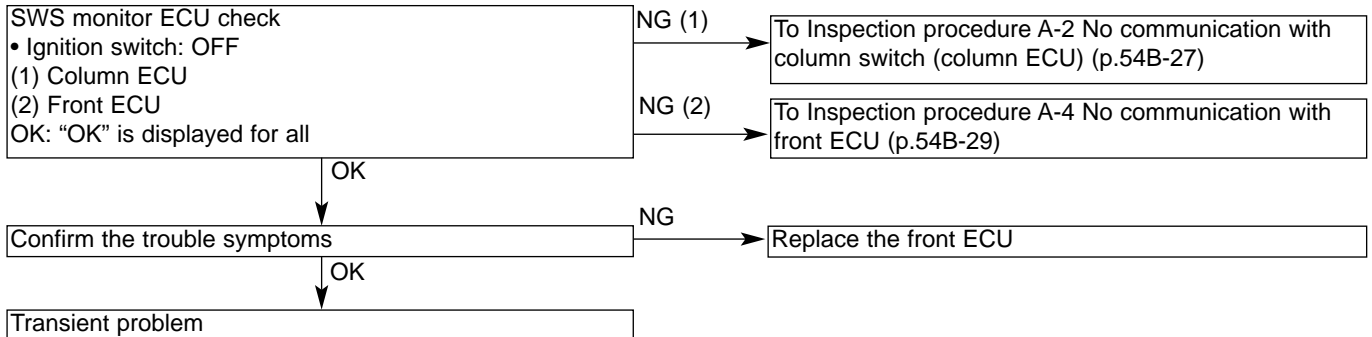 SWS monitor ECU check
• Ignition switch: OFF
(1) Column ECU
(2) Front ECU
OK: “OK” is displayed for all
NG (1)
To Inspection procedure A-2 No communication with
column switch (column ECU) (p.54B-27)
NG (2)
To Inspection procedure A-4 No communication with
front ECU (p.54B-29)
OK
Confirm the trouble symptoms
NG
Replace the front ECU
OK
Transient problem